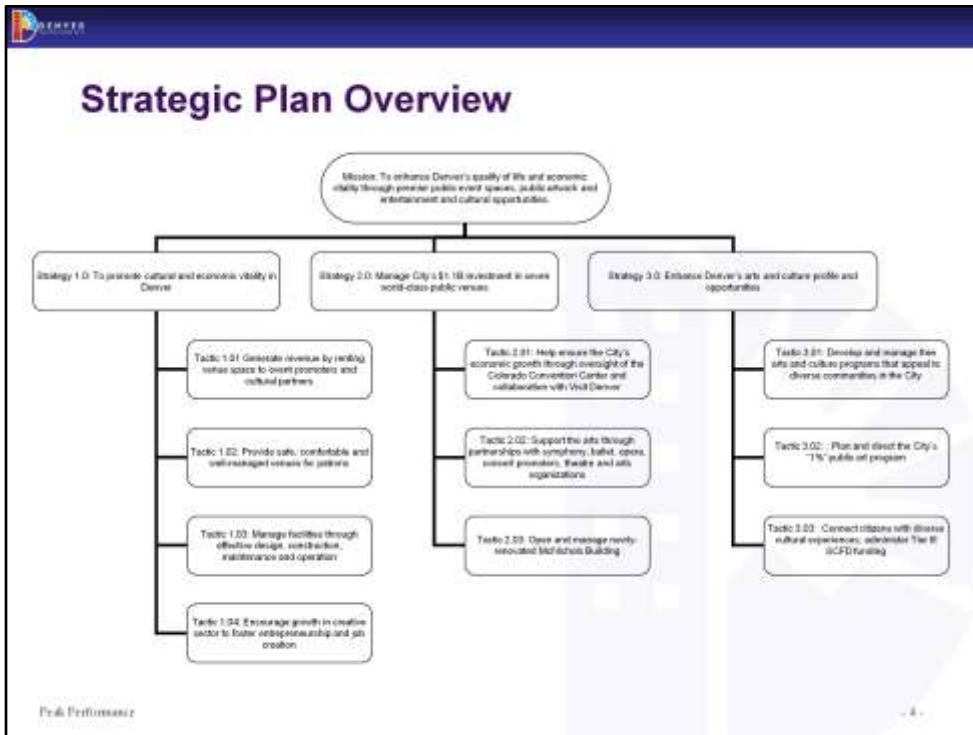 DENVER
Strategic Plan Overview
Mission: To enhance Denver's quality of life and economic
vitality through premier public event spaces, public artwork and
entertainment and cultural opportunities.
Strategy 1.0: To promote cultural and economic vitality in
Denver
Tactic 1.01 Generate revenue by renting
venue space to event promoters and
cultural partners
Tactic 1.02: Provide safe, comfortable and
well-managed venues for patrons
Tactic 1.03: Manage facilities through
effective design, construction,
maintenance and operation
Tactic 1.04: Encourage growth in creative
sector to foster entrepreneurship and job
creation
Strategy 2.0: Manage City's $1.1B investment in seven
world-class public venues
Tactic 2.01: Help ensure the City's
economic growth through oversight of the
Colorado Convention Center and
collaboration with Visit Denver
Tactic 2.02: Support the arts through
partnerships with symphony, ballet, opera,
concert promoters, theatre and arts
organizations
Tactic 2.03: Open and manage newly-
renovated McNichols Building
Strategy 3.0: Enhance Denver's arts and culture profile and
opportunities
Tactic 3.01: Develop and manage free
arts and culture programs that appeal to
diverse communities in the City
Tactic 3.02: : Plan and direct the City's
"1%" public art program
Tactic 3.03: : Connect citizens with diverse
cultural experiences; administer Tier III
SCFD funding
Peak Performance
- 4 -